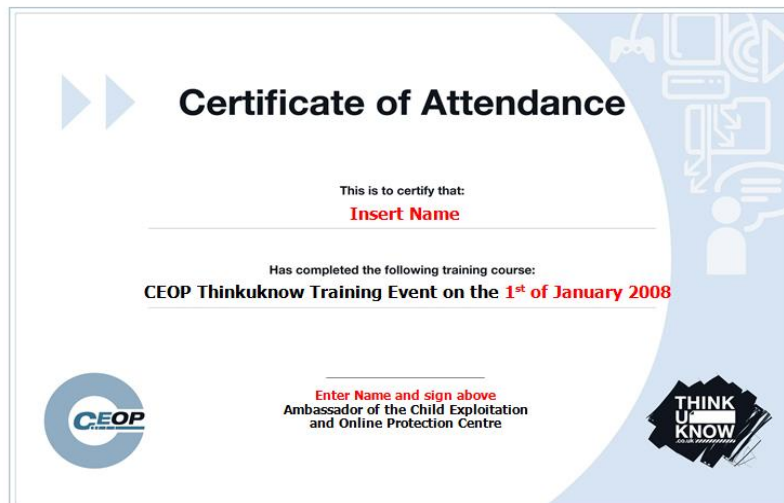 Certificate of Attendance
This is to certify that:
Insert Name
Has completed the following training course:
CEOP Thinkuknow Training Event on the 1st of January 2008
Enter Name and sign above
Ambassador of the Child Exploitation
and Online Protection Centre
CEOP
THINK
U
KNOW
.co.uk